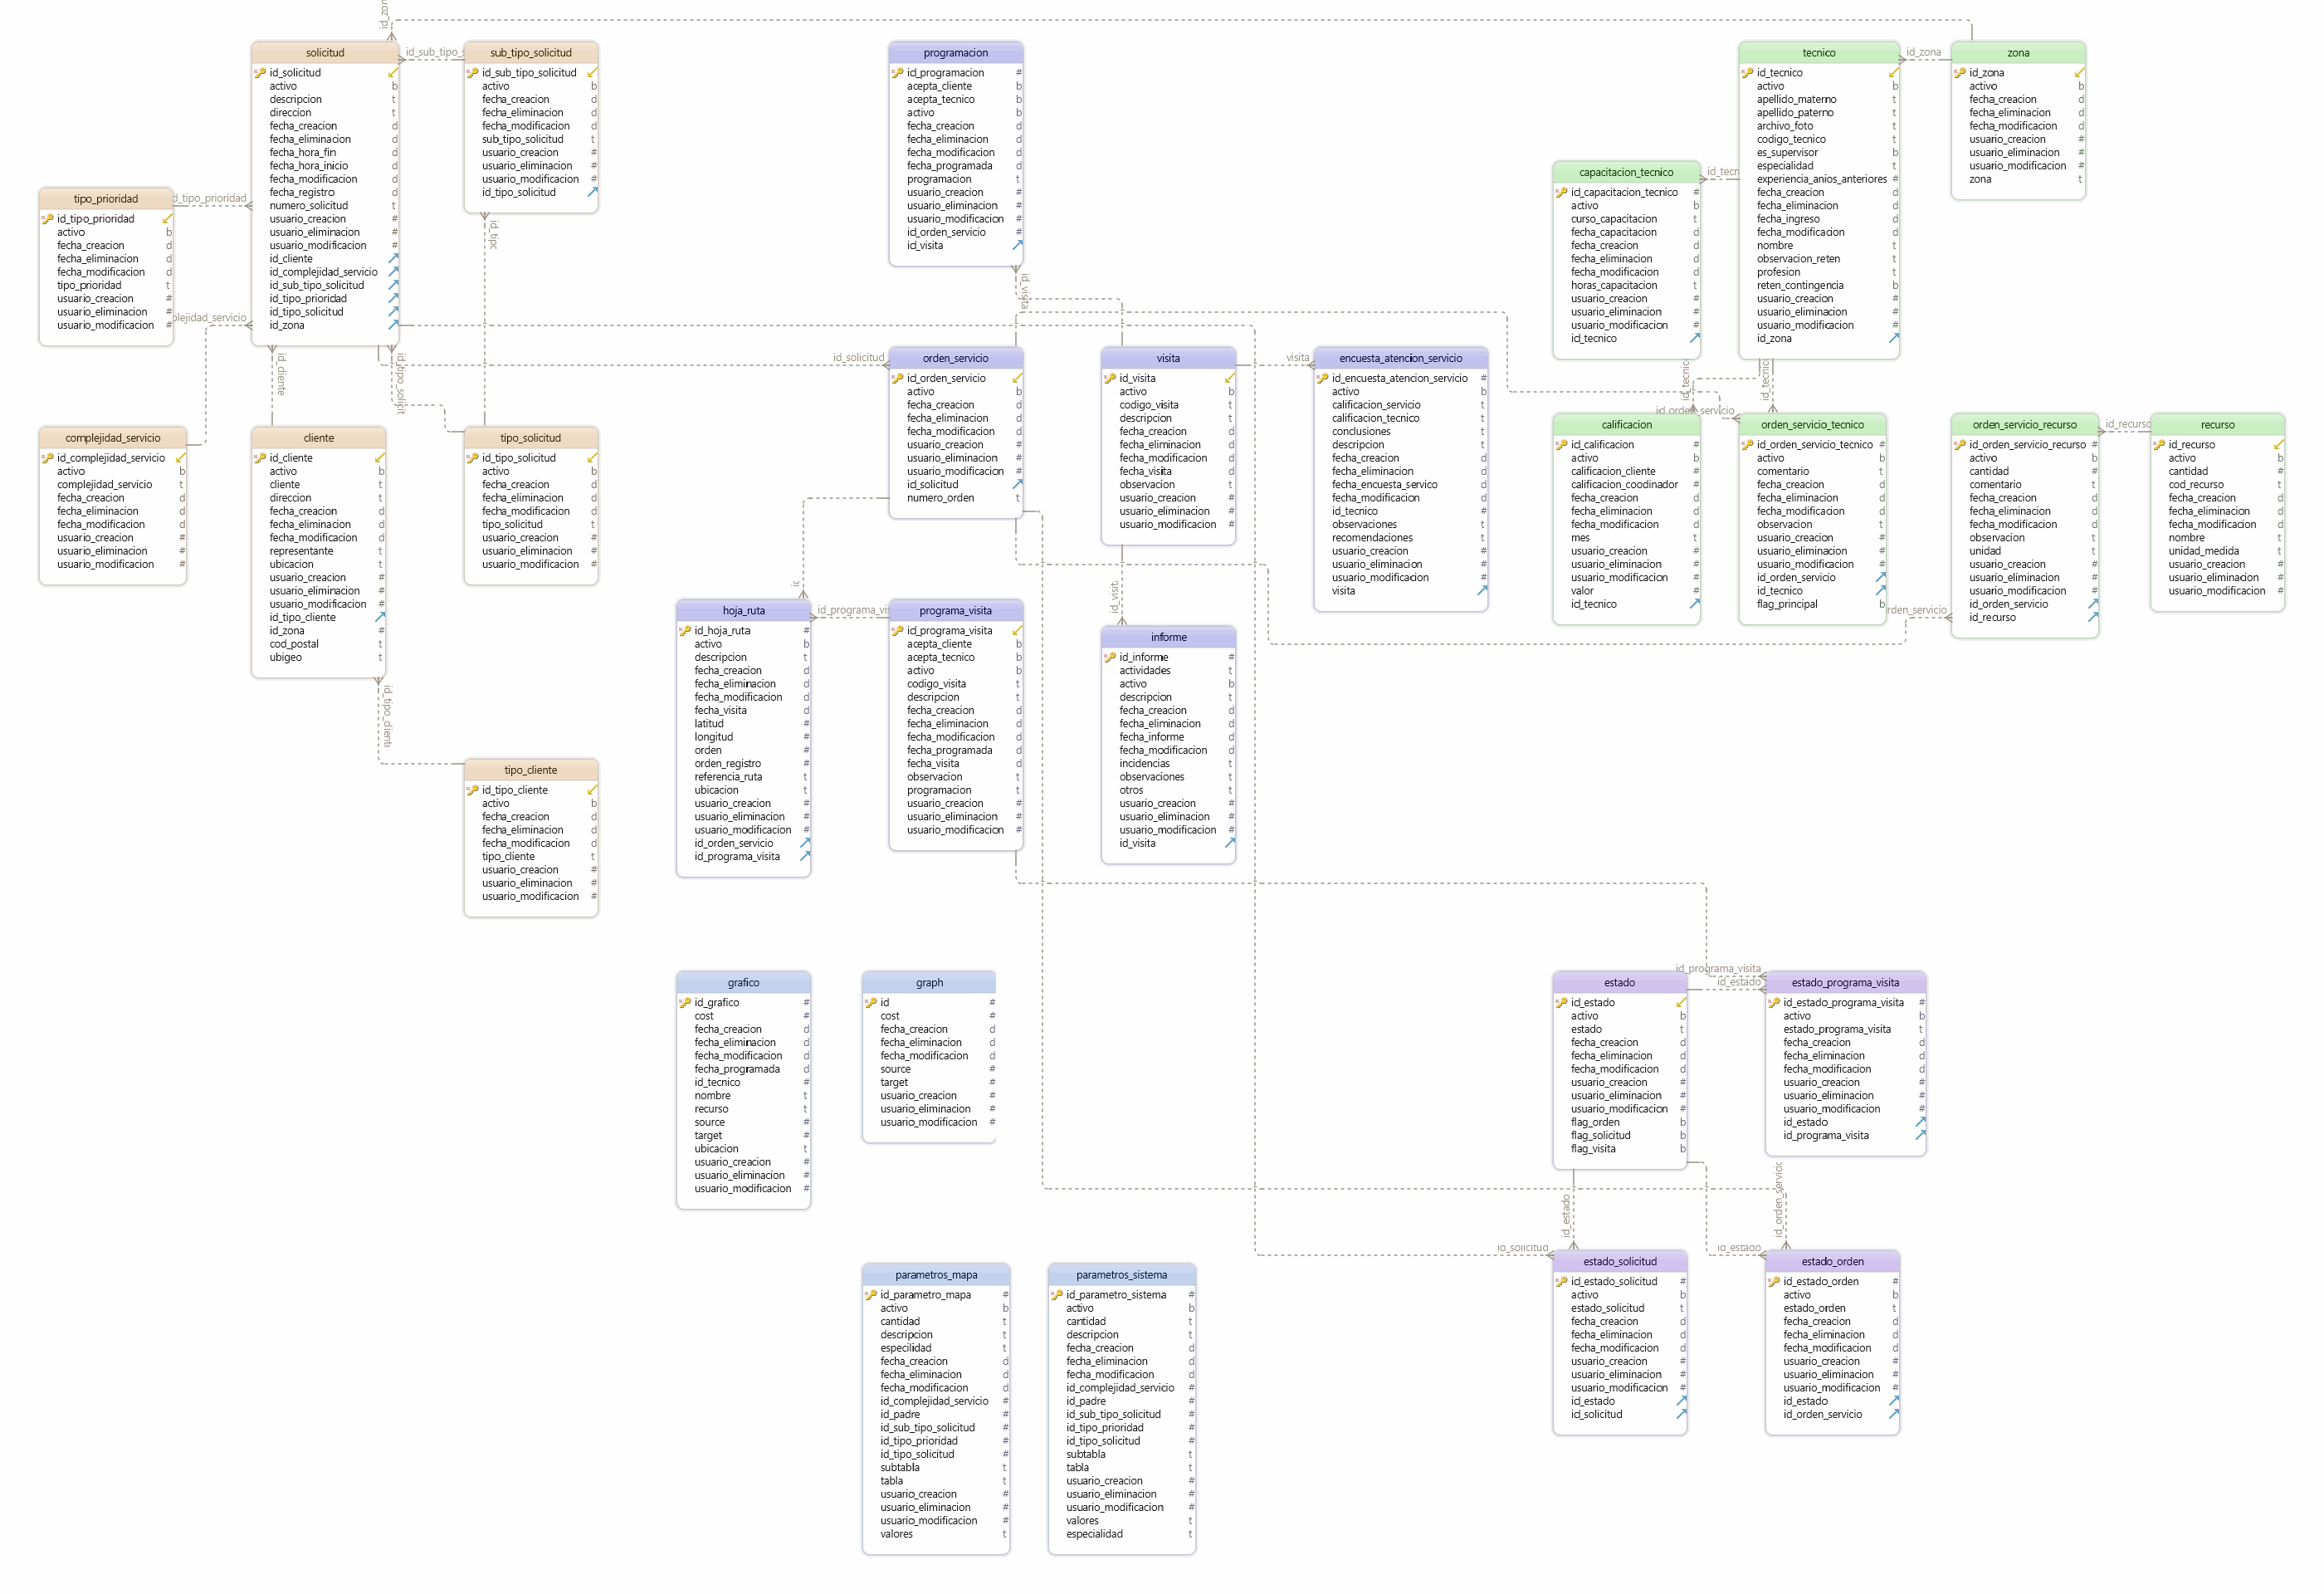 id_zon
solicitud
id_solicitud
activo b
descripcion t
direccion t
fecha_creacion d
fecha_eliminacion d
fecha_hora_fin d
fecha_hora_inicio d
fecha_modificacion d
fecha_registro d
numero_solicitud t
usuario_creacion #
usuario_eliminacion #
usuario_modificacion #
id_cliente
id_complejidad_servicio
id_sub_tipo_solicitud
id_tipo_prioridad
id_tipo_solicitud
id_zona
id_sub_tipo_s
sub_tipo_solicitud
id_sub_tipo_solicitud
activo b
fecha_creacion d
fecha_eliminacion d
fecha_modificacion d
sub_tipo_solicitud t
usuario_creacion #
usuario_eliminacion #
usuario_modificacion #
id_tipo_solicitud
id_tipc
programacion
id_programacion #
acepta_cliente b
acepta_tecnico b
activo b
fecha_creacion d
fecha_eliminacion d
fecha_modificacion d
fecha_programada d
programacion t
usuario_creacion #
usuario_eliminacion #
usuario_modificacion #
id_orden_servicio #
id_visita
id_visita
tecnico
id_tecnico
activo b
apellido_materno t
apellido_paterno t
archivo_foto t
codigo_tecnico t
es_supervisor b
especialidad t
experiencia_anios_anteriores #
fecha_creacion d
fecha_eliminacion d
fecha_ingreso d
fecha_modificacion d
nombre t
observacion_reten t
profesion t
reten_contingencia b
usuario_creacion #
usuario_eliminacion #
usuario_modificacion #
id_zona
id_zona
zona
id_zona
activo b
fecha_creacion d
fecha_eliminacion d
fecha_modificacion d
usuario_creacion #
usuario_eliminacion #
usuario_modificacion #
zona t
capacitacion_tecnico
id_capacitacion_tecnico #
activo b
curso_capacitacion t
fecha_capacitacion d
fecha_creacion d
fecha_eliminacion d
fecha_modificacion d
horas_capacitacion t
usuario_creacion #
usuario_eliminacion #
usuario_modificacion #
id_tecnico
id_tecn
tipo_prioridad
id_tipo_prioridad
activo b
fecha_creacion d
fecha_eliminacion d
fecha_modificacion d
tipo_prioridad t
usuario_creacion #
usuario_eliminacion #
usuario_modificacion #
d_tipo_prioridad
plejidad_servicio
id_cliente
id_tipo_solicit
id_solicitud
orden_servicio
id_orden_servicio
activo b
fecha_creacion d
fecha_eliminacion d
fecha_modificacion d
usuario_creacion #
usuario_eliminacion #
usuario_modificacion #
id_solicitud
numero_orden t
visita
id_visita
activo b
codigo_visita t
descripcion t
fecha_creacion d
fecha_eliminacion d
fecha_modificacion d
fecha_visita d
observacion t
usuario_creacion #
usuario_eliminacion #
usuario_modificacion #
visita
encuesta_atencion_servicio
id_encuesta_atencion_servicio #
activo b
calificacion_servicio t
calificacion_tecnico t
conclusiones t
descripcion t
fecha_creacion d
fecha_eliminacion d
fecha_encuesta_servico d
fecha_modificacion d
id_tecnico #
observaciones t
recomendaciones t
usuario_creacion #
usuario_eliminacion #
usuario_modificacion #
visita
id_tecnico
id_tecnico
id_orden_servicio
complejidad_servicio
id_complejidad_servicio
activo b
complejidad_servicio t
fecha_creacion d
fecha_eliminacion d
fecha_modificacion d
usuario_creacion #
usuario_eliminacion #
usuario_modificacion #
cliente
id_cliente
activo b
cliente t
direccion t
fecha_creacion d
fecha_eliminacion d
fecha_modificacion d
representante t
ubicacion t
usuario_creacion #
usuario_eliminacion #
usuario_modificacion #
id_tipo_cliente
id_zona #
cod_postal t
ubigeo t
id_tipo_client
tipo_solicitud
id_tipo_solicitud
activo b
fecha_creacion d
fecha_eliminacion d
fecha_modificacion d
tipo_solicitud t
usuario_creacion #
usuario_eliminacion #
usuario_modificacion #
calificacion
id_calificacion #
activo b
calificacion_cliente #
calificacion_coodinador #
fecha_creacion d
fecha_eliminacion d
fecha_modificacion d
mes t
usuario_creacion #
usuario_eliminacion #
usuario_modificacion #
valor #
id_tecnico
orden_servicio_tecnico
id_orden_servicio_tecnico #
activo b
comentario t
fecha_creacion d
fecha_eliminacion d
fecha_modificacion d
observacion t
usuario_creacion #
usuario_eliminacion #
usuario_modificacion #
id_orden_servicio
id_tecnico
flag_principal b
rden_servicio
orden_servicio_recurso
id_orden_servicio_recurso #
activo b
cantidad #
comentario t
fecha_creacion d
fecha_eliminacion d
fecha_modificacion d
observacion t
unidad t
usuario_creacion #
usuario_eliminacion #
usuario_modificacion #
id_orden_servicio
id_recurso
id_recurso
recurso
id_recurso
activo b
cantidad #
cod_recurso t
fecha_creacion d
fecha_eliminacion d
fecha_modificacion d
nombre t
unidad_medida t
usuario_creacion #
usuario_eliminacion #
usuario_modificacion #
hoja_ruta
id_hoja_ruta #
activo b
descripcion t
fecha_creacion d
fecha_eliminacion d
fecha_modificacion d
fecha_visita d
latitud #
longitud #
orden #
orden_registro #
referencia_ruta t
ubicacion t
usuario_creacion #
usuario_eliminacion #
usuario_modificacion #
id_orden_servicio
id_programa_visita
id_programa_vis
programa_visita
id_programa_visita
acepta_cliente b
acepta_tecnico b
activo b
codigo_visita t
descripcion t
fecha_creacion d
fecha_eliminacion d
fecha_modificacion d
fecha_programada d
fecha_visita d
observacion t
programacion t
usuario_creacion #
usuario_eliminacion #
usuario_modificacion #
id_visit
informe
id_informe #
actividades t
activo b
descripcion t
fecha_creacion d
fecha_eliminacion d
fecha_informe d
fecha_modificacion d
incidencias t
observaciones t
otros t
usuario_creacion #
usuario_eliminacion #
usuario_modificacion #
id_visita
tipo_cliente
id_tipo_cliente
activo b
fecha_creacion d
fecha_eliminacion d
fecha_modificacion d
tipo_cliente t
usuario_creacion #
usuario_eliminacion #
usuario_modificacion #
grafico
id_grafico #
cost #
fecha_creacion d
fecha_eliminacion d
fecha_modificacion d
fecha_programada d
id_tecnico #
nombre t
recurso t
source #
target #
ubicacion t
usuario_creacion #
usuario_eliminacion #
usuario_modificacion #
graph
id #
cost #
fecha_creacion d
fecha_eliminacion d
fecha_modificacion d
source #
target #
usuario_creacion #
usuario_eliminacion #
usuario_modificacion #
estado
id_estado
activo b
estado t
fecha_creacion d
fecha_eliminacion d
fecha_modificacion d
usuario_creacion #
usuario_eliminacion #
usuario_modificacion #
flag_orden b
flag_solicitud b
flag_visita b
id_programa_visita
id_estado
estado_programa_visita
id_estado_programa_visita #
activo b
estado_programa_visita t
fecha_creacion d
fecha_eliminacion d
fecha_modificacion d
usuario_creacion #
usuario_eliminacion #
usuario_modificacion #
id_estado
id_programa_visita
id_estado
id_orden_servicic
id_solicitud
id_estado
parametros_mapa
id_parametro_mapa #
activo b
cantidad t
descripcion t
especilidad t
fecha_creacion d
fecha_eliminacion d
fecha_modificacion d
id_complejidad_servicio #
id_padre #
id_sub_tipo_solicitud #
id_tipo_prioridad #
id_tipo_solicitud #
subtabla t
tabla t
usuario_creacion #
usuario_eliminacion #
usuario_modificacion #
valores t
parametros_sistema
id_parametro_sistema #
activo b
cantidad t
descripcion t
fecha_creacion d
fecha_eliminacion d
fecha_modificacion d
id_complejidad_servicio #
id_padre #
id_sub_tipo_solicitud #
id_tipo_prioridad #
id_tipo_solicitud #
subtabla t
tabla t
usuario_creacion #
usuario_eliminacion #
usuario_modificacion #
valores t
especialidad t
estado_solicitud
id_estado_solicitud #
activo b
estado_solicitud t
fecha_creacion d
fecha_eliminacion d
fecha_modificacion d
usuario_creacion #
usuario_eliminacion #
usuario_modificacion #
id_estado
id_solicitud
estado_orden
id_estado_orden #
activo b
estado_orden t
fecha_creacion d
fecha_eliminacion d
fecha_modificacion d
usuario_creacion #
usuario_eliminacion #
usuario_modificacion #
id_estado
id_orden_servicio